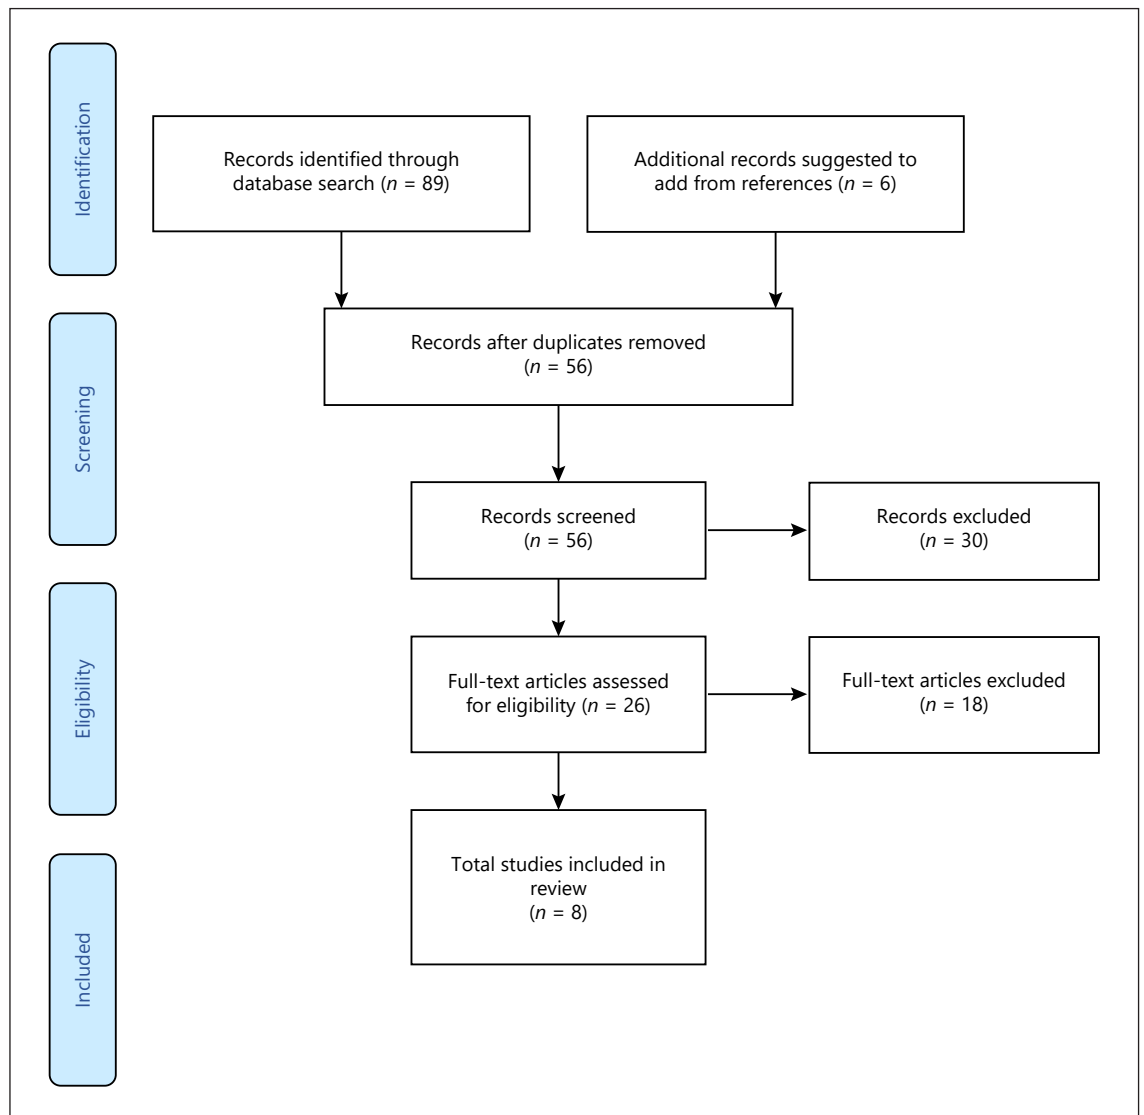 Identification
Records identified through
database search (n = 89)
Additional records suggested to
add from references (n = 6)
Screening
Records after duplicates removed
(n = 56)
Records screened
(n = 56)
Records excluded
(n = 30)
Eligibility
Full-text articles assessed
for eligibility (n = 26)
Full-text articles excluded
(n = 18)
Included
Total studies included in
review
(n = 8)